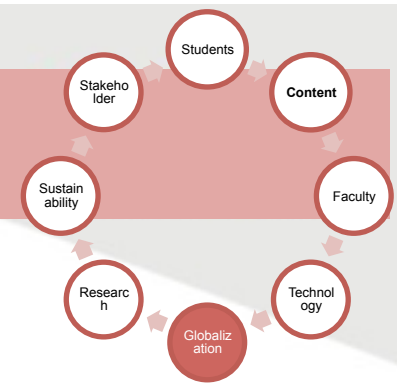 Students
Content
Faculty
Technol
ogy
Globaliz
ation
Researc
h
Sustain
ability
Stakeho
lder